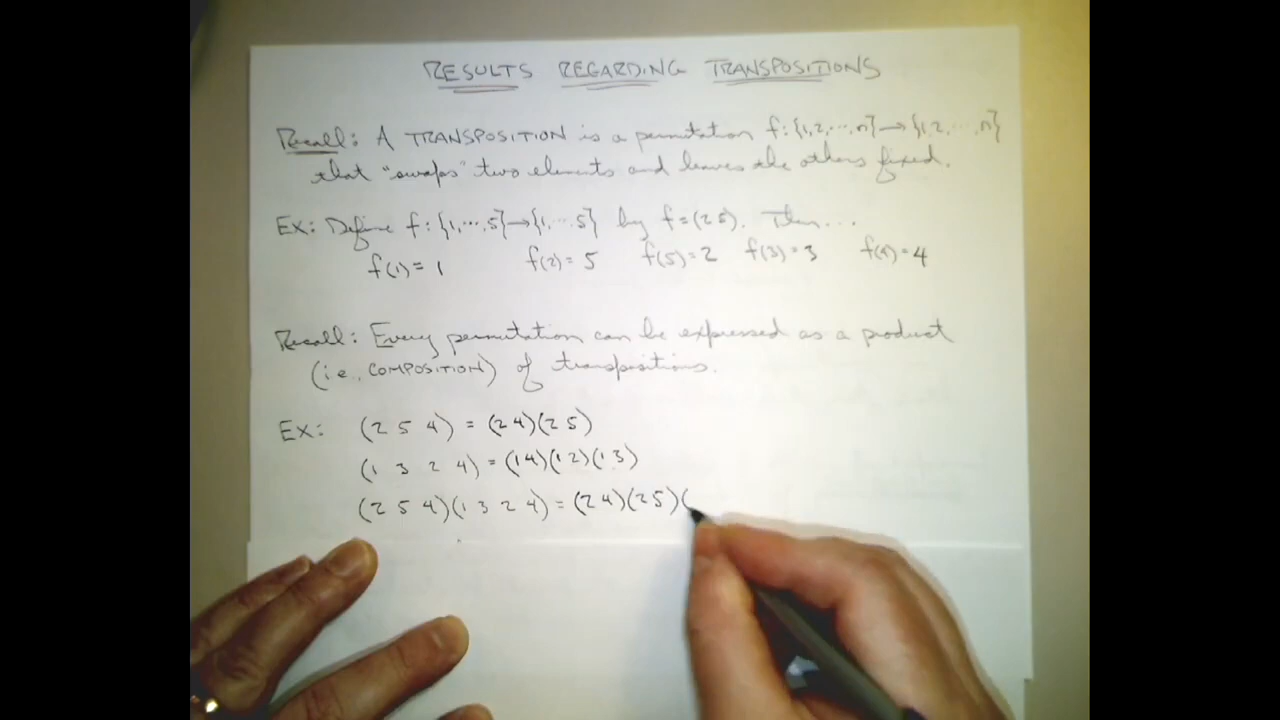 RESULTS REGARDING TRANSPOSITIONS
Recall: A TRANSPOSITION is a permutation f:{1,2,...,n}→{1,2,...,n}
that "swaps" two elements and leaves the others fixed.
EX: Define f:{1,...,5}→{1,...,5} by f=(2 5). Then...
f(1)=1 f(2)=5 f(5)=2 f(3)=3 f(4)=4
Recall: Every permutation can be expressed as a product
(i.e., COMPOSITION) of transpositions.
EX: (2 5 4) = (2 4)(2 5)
(1 3 2 4) = (1 4)(1 2)(1 3)
(2 5 4)(1 3 2 4) = (2 4)(2 5)(